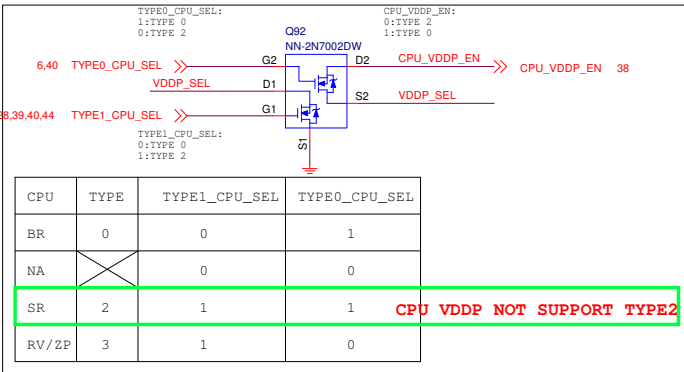 TYPE0_CPU_SEL:
1:TYPE 0
0:TYPE 2
CPU_VDDP_EN:
0:TYPE 2
1:TYPE 0
Q92
NN-2N7002DW
6,40 TYPE0_CPU_SEL G2 D2 CPU_VDDP_EN CPU_VDDP_EN 38
VDDP_SEL D1 S2 VDDP_SEL
28,39,40,44 TYPE1_CPU_SEL G1
S1
TYPE1_CPU_SEL:
0:TYPE 0
1:TYPE 2
CPU TYPE TYPE1_CPU_SEL TYPE0_CPU_SEL
BR 0 0 1
NA 0 0
SR 2 1 1 CPU VDDP NOT SUPPORT TYPE2
RV/ZP 3 1 0